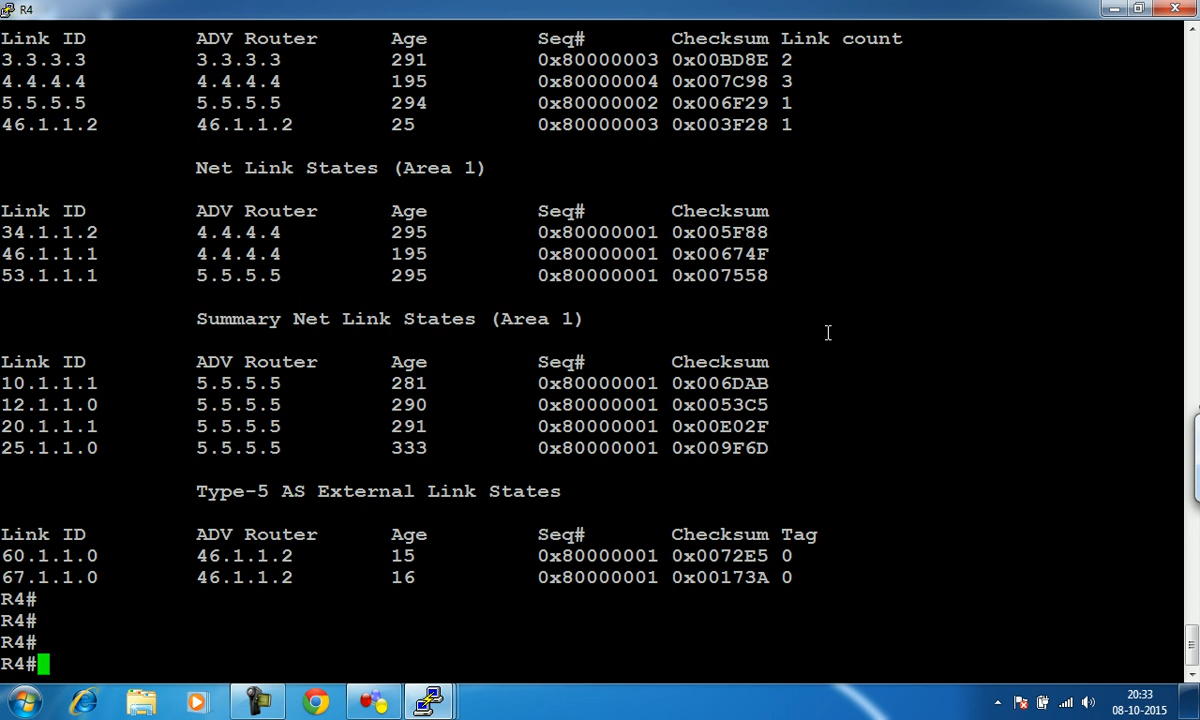 R4
Link ID ADV Router Age Seq# Checksum Link count
3.3.3.3 3.3.3.3 291 0x80000003 0x00BD8E 2
4.4.4.4 4.4.4.4 195 0x80000004 0x007C98 3
5.5.5.5 5.5.5.5 294 0x80000002 0x006F29 1
46.1.1.2 46.1.1.2 25 0x80000003 0x003F28 1
Net Link States (Area 1)
Link ID ADV Router Age Seq# Checksum
34.1.1.2 4.4.4.4 295 0x80000001 0x005F88
46.1.1.1 4.4.4.4 195 0x80000001 0x00674F
53.1.1.1 5.5.5.5 295 0x80000001 0x007558
Summary Net Link States (Area 1)
Link ID ADV Router Age Seq# Checksum
10.1.1.1 5.5.5.5 281 0x80000001 0x006DAB
12.1.1.0 5.5.5.5 290 0x80000001 0x0053C5
20.1.1.1 5.5.5.5 291 0x80000001 0x00E02F
25.1.1.0 5.5.5.5 333 0x80000001 0x009F6D
Type-5 AS External Link States
Link ID ADV Router Age Seq# Checksum Tag
60.1.1.0 46.1.1.2 15 0x80000001 0x0072E5 0
67.1.1.0 46.1.1.2 16 0x80000001 0x00173A 0
R4#
R4#
R4#
R4#
20:33
08-10-2015